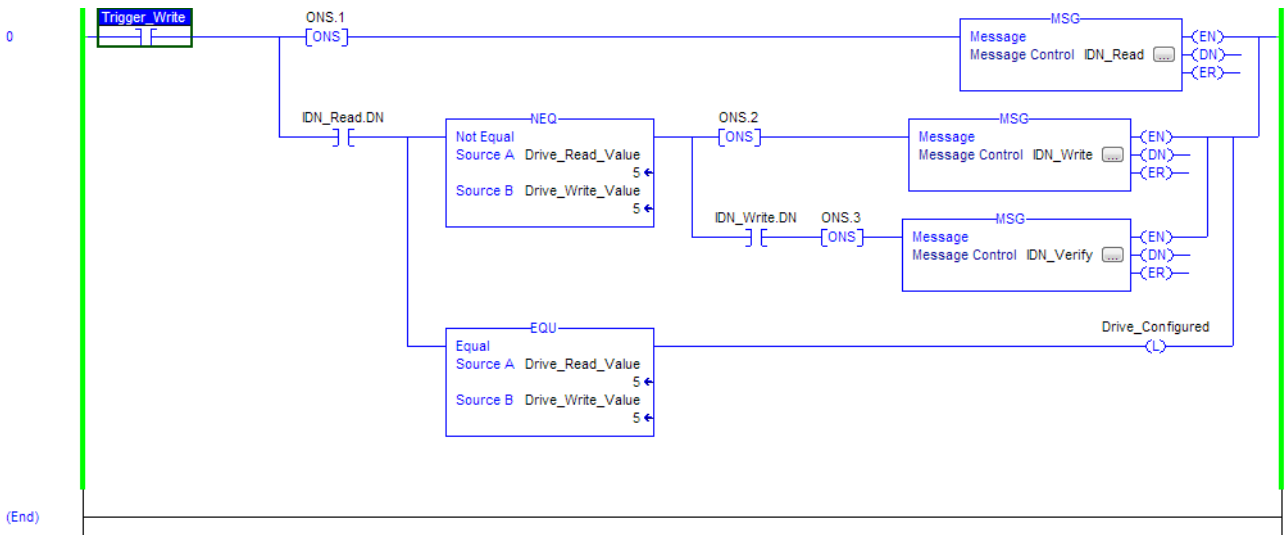 Trigger_Write
ONS.1
MSG
0
ONS
Message
EN
Message Control IDN_Read ...
DN
ER
IDN_Read.DN
NEQ
ONS.2
MSG
Not Equal
ONS
Message
EN
Source A Drive_Read_Value
Message Control IDN_Write ...
DN
5
ER
Source B Drive_Write_Value
5
IDN_Write.DN
ONS.3
MSG
ONS
Message
EN
Message Control IDN_Verify ...
DN
ER
EQU
Drive_Configured
Equal
L
Source A Drive_Read_Value
5
Source B Drive_Write_Value
5
(End)